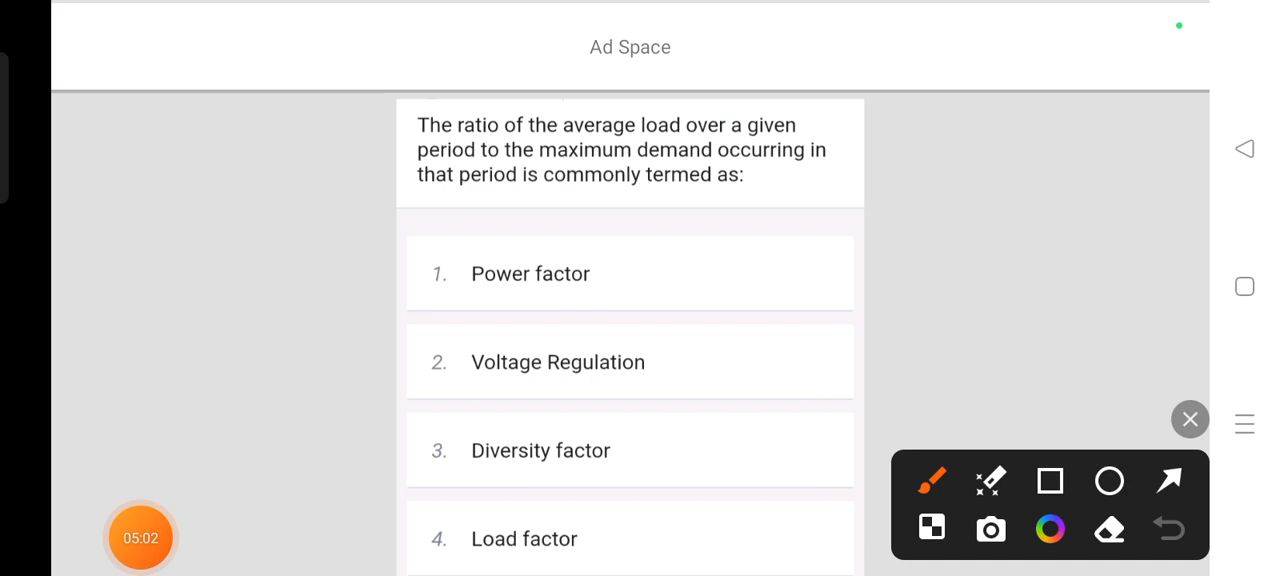 Ad Space
The ratio of the average load over a given
period to the maximum demand occurring in
that period is commonly termed as:
1. Power factor
2. Voltage Regulation
3. Diversity factor
4. Load factor
05:02